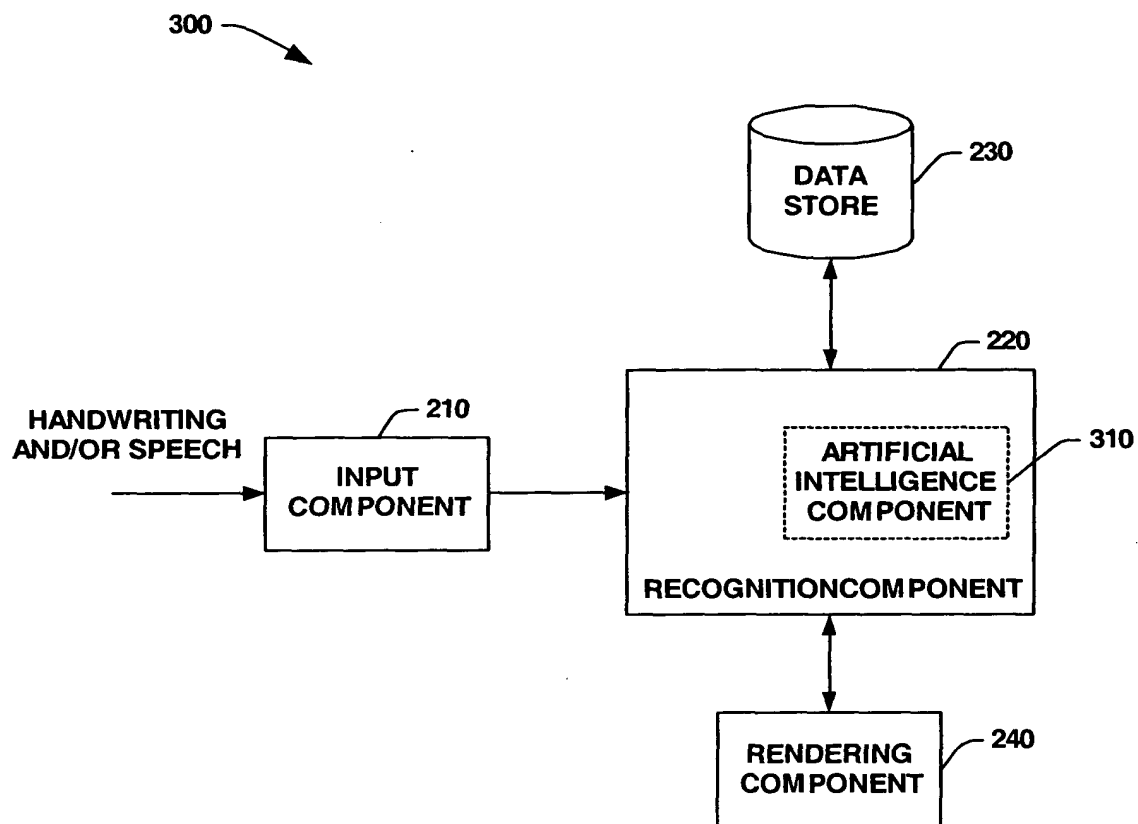 300
230
DATA
STORE
220
HANDWRITING
AND/OR SPEECH
210
INPUT
COMPONENT
310
ARTIFICIAL
INTELLIGENCE
COMPONENT
RECOGNITIONCOMPONENT
240
RENDERING
COMPONENT